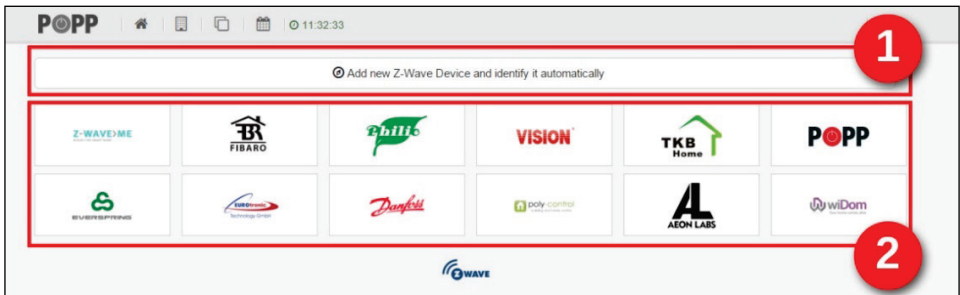 POPP 11:32:33
1
Add new Z-Wave Device and identify it automatically
Z-WAVE>ME
FIBARO
Philio
VISION
TKB Home
POPP
EVERSPRING
EUROtronic Technology GmbH
Danfoss
poly-control
AEON LABS
wiDom
2
Z WAVE